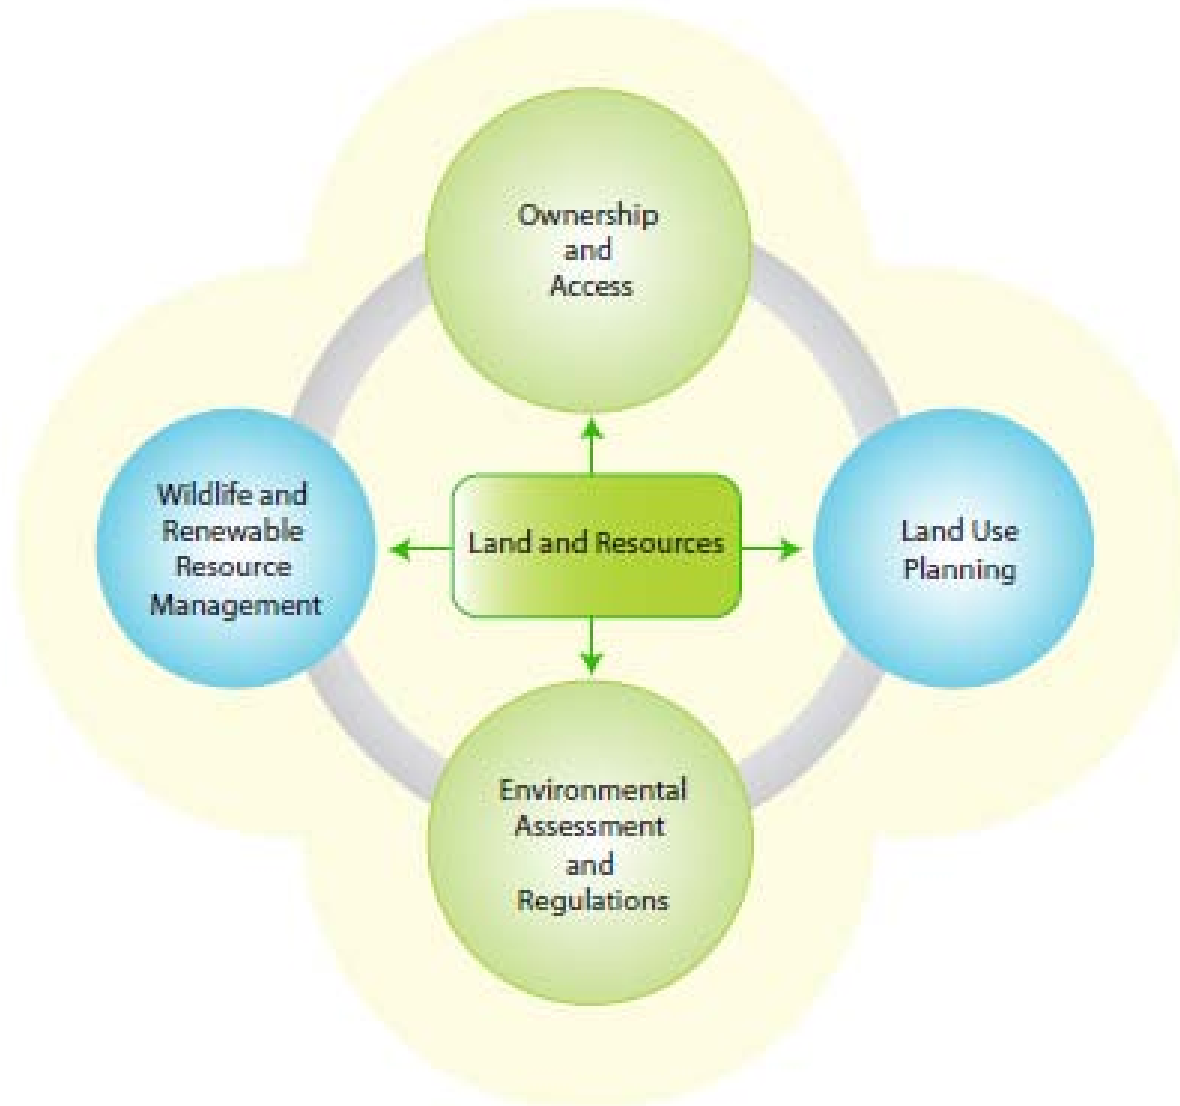 Ownership
and
Access
Wildlife and
Renewable
Resource
Management
Land and Resources
Land Use
Planning
Environmental
Assessment
and
Regulations